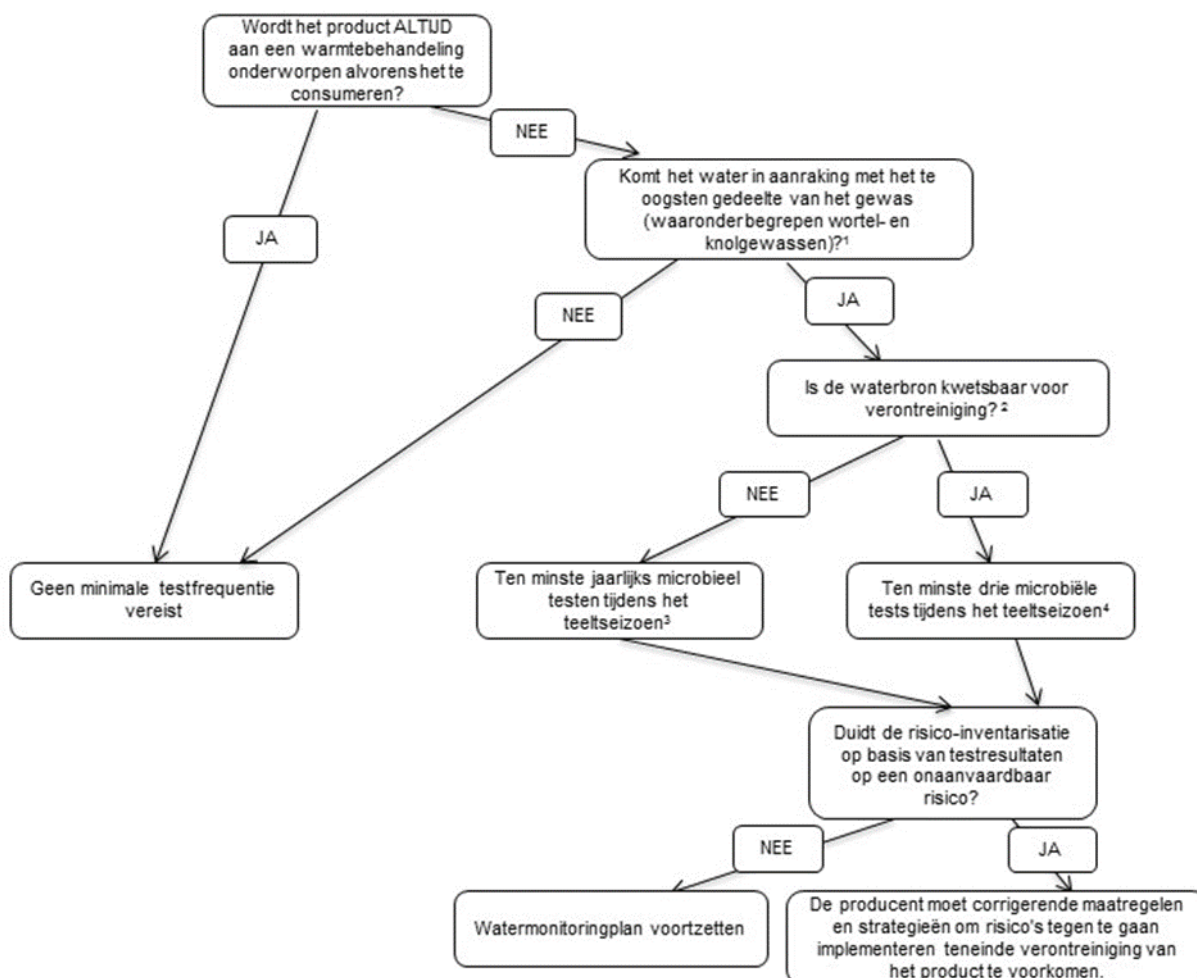 Wordt het product ALTIJD
aan een warmtebehandeling
onderworpen alvorens het te
consumeren?
NEE
Komt het water in aanraking met het te
oogsten gedeelte van het gewas
(waaronder begrepen wortel- en
knolgewassen)?¹
JA
NEE
JA
Is de waterbron kwetsbaar voor
verontreiniging? ²
NEE
JA
Geen minimale testfrequentie
vereist
Ten minste jaarlijks microbieel
testen tijdens het
teeltseizoen³
Ten minste drie microbiële
tests tijdens het teeltseizoen⁴
Duidt de risico-inventarisatie
op basis van testresultaten
op een onaanvaardbaar
risico?
NEE
JA
Watermonitoringplan voortzetten
De producent moet corrigerende maatregelen
en strategieën om risico's tegen te gaan
implementeren teneinde verontreiniging van
het product te voorkomen.